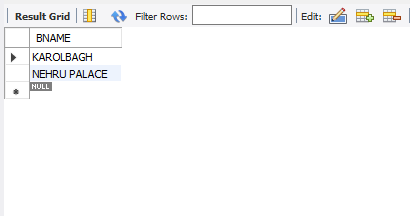 Result Grid Filter Rows: Edit:
BNAME
KAROLBAGH
NEHRU PALACE
NULL